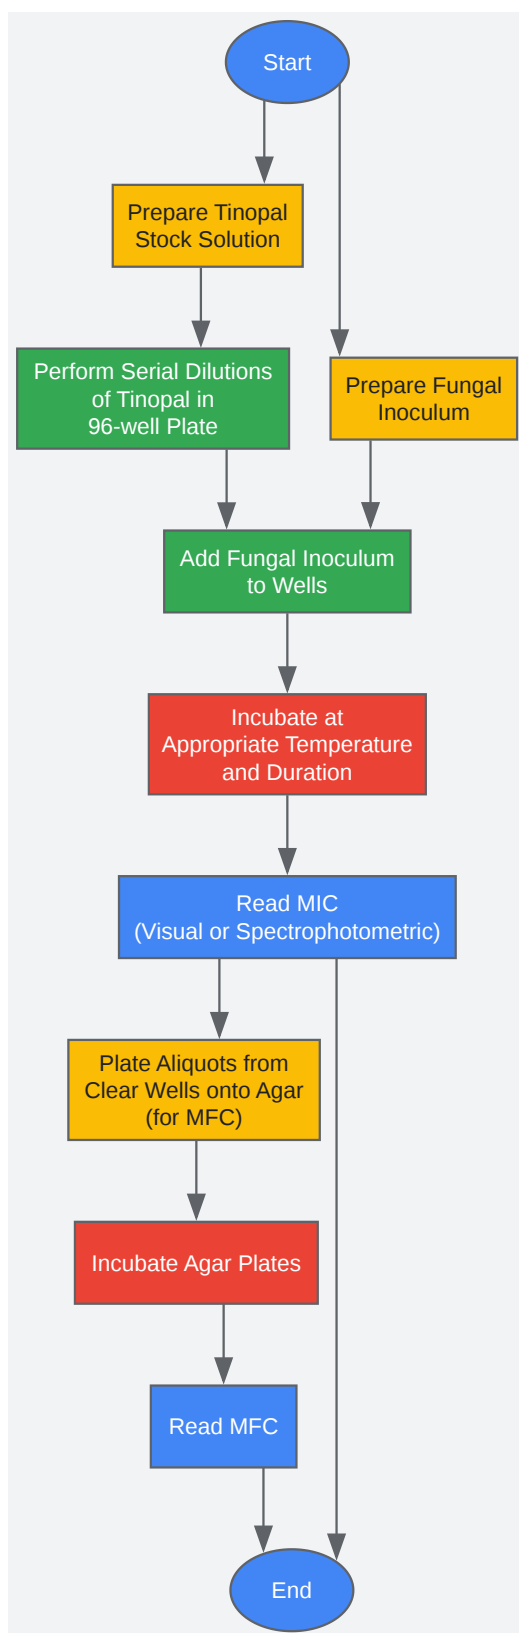 Start
Prepare Tinopal
Stock Solution
Perform Serial Dilutions
of Tinopal in
96-well Plate
Prepare Fungal
Inoculum
Add Fungal Inoculum
to Wells
Incubate at
Appropriate Temperature
and Duration
Read MIC
(Visual or Spectrophotometric)
Plate Aliquots from
Clear Wells onto Agar
(for MFC)
Incubate Agar Plates
Read MFC
End